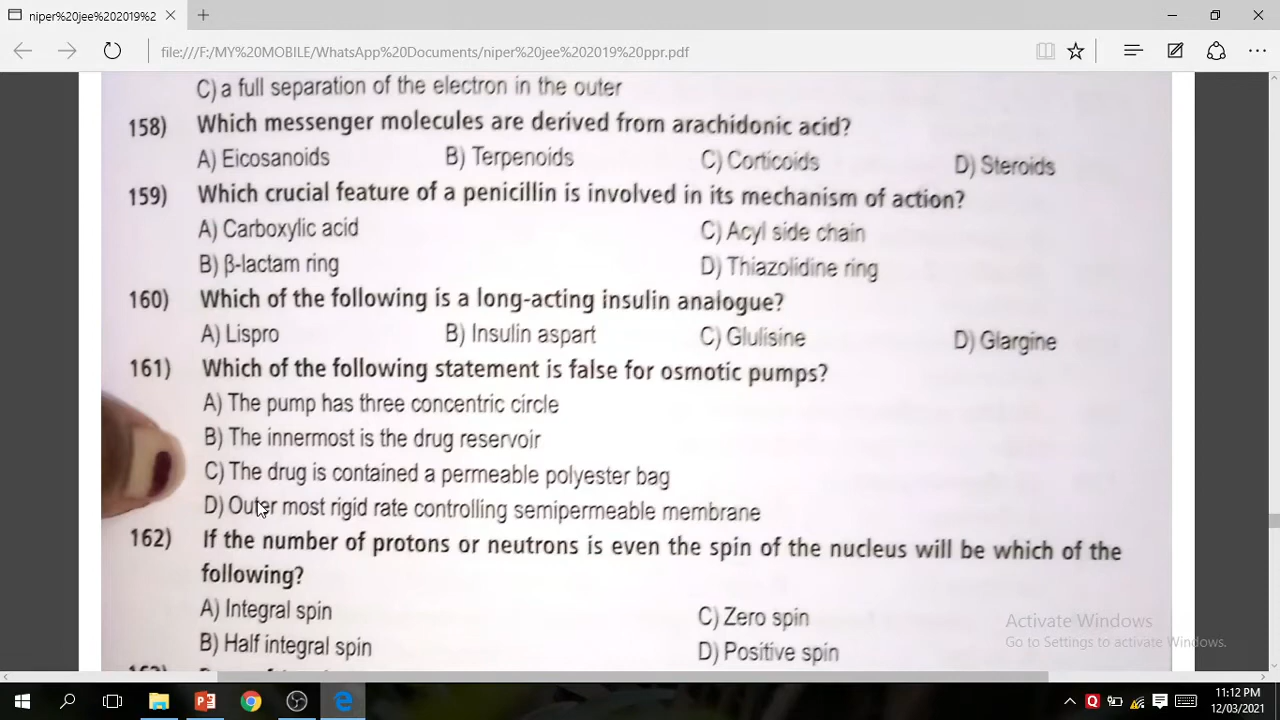 niper%20jee%202019%2
file:///F:/MY%20MOBILE/WhatsApp%20Documents/niper%20jee%202019%20ppr.pdf
C) a full separation of the electron in the outer
158) Which messenger molecules are derived from arachidonic acid?
A) Eicosanoids B) Terpenoids C) Corticoids D) Steroids
159) Which crucial feature of a penicillin is involved in its mechanism of action?
A) Carboxylic acid C) Acyl side chain
B) β-lactam ring D) Thiazolidine ring
160) Which of the following is a long-acting insulin analogue?
A) Lispro B) Insulin aspart C) Glulisine D) Glargine
161) Which of the following statement is false for osmotic pumps?
A) The pump has three concentric circle
B) The innermost is the drug reservoir
C) The drug is contained a permeable polyester bag
D) Outer most rigid rate controlling semipermeable membrane
162) If the number of protons or neutrons is even the spin of the nucleus will be which of the
following?
A) Integral spin C) Zero spin
B) Half integral spin D) Positive spin
Activate Windows
Go to Settings to activate Windows.
11:12 PM
12/03/2021